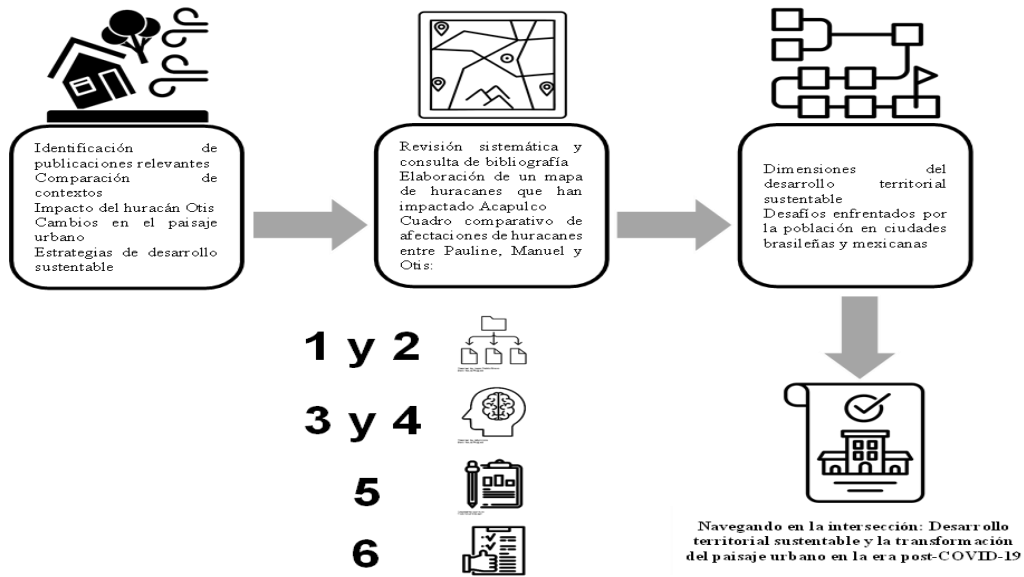 Identificación de
publicaciones relevantes
Comparación de
contextos
Impacto del huracán Otis
Cambios en el paisaje
urbano
Estrategias de desarrollo
sustentable
Revisión sistemática y
consulta de bibliografía
Elaboración de un mapa
de huracanes que han
impactado Acapulco
Cuadro comparativo de
afectaciones de huracanes
entre Pauline, Manuel y
Otis:
Dimensiones del
desarrollo territorial
sustentable
Desafíos enfrentados por
la población en ciudades
brasileñas y mexicanas
1 y 2
3 y 4
5
6
Navegando en la intersección: Desarrollo
territorial sustentable y la transformación
del paisaje urbano en la era post-COVID-19